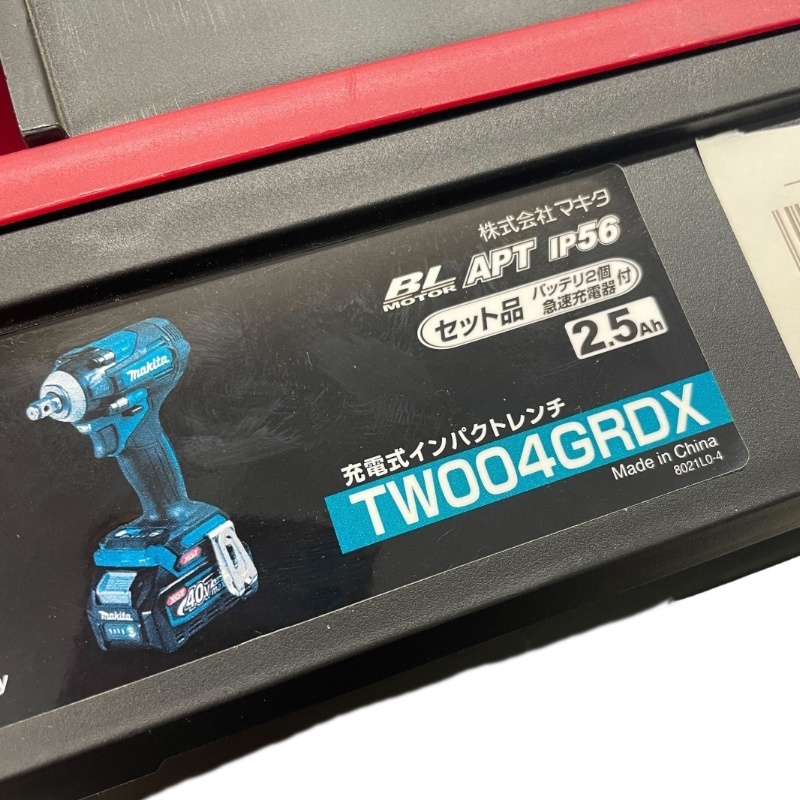 株式会社マキタ
BL MOTOR APT IP56
セット品 バッテリ2個 急速充電器 付
2.5Ah
充電式インパクトレンチ
TW004GRDX
Made in China
8021L0-4
makita
XGT
40V
makita
y